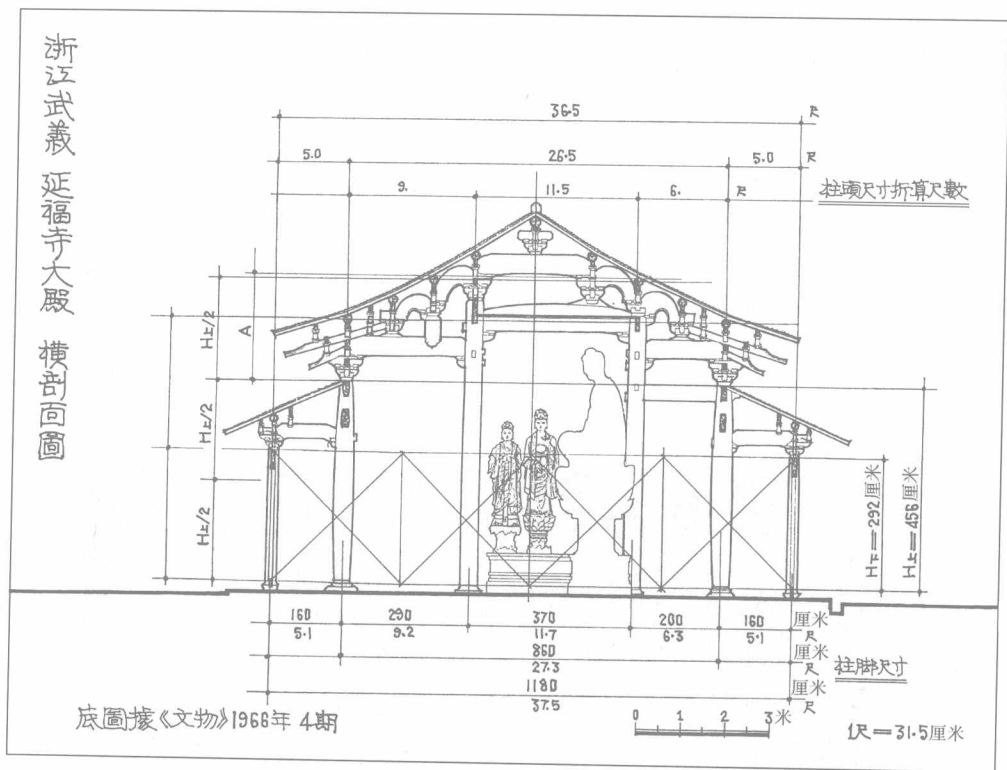 浙江武義 延福寺大殿 橫剖面圖
36.5 尺
5.0 26.5 5.0 尺
9. 11.5 6. 尺
柱頭尺寸折算尺數
H上/2
A
H上/2
H上/2
H下=292厘米
H上=456厘米
160 290 370 200 160 厘米
5.1 9.2 11.7 6.3 5.1 尺
860 厘米
27.3 尺
柱脚尺寸
1180 厘米
37.5 尺
底圖據《文物》1966年 4期
0 1 2 3米
1尺=31.5厘米